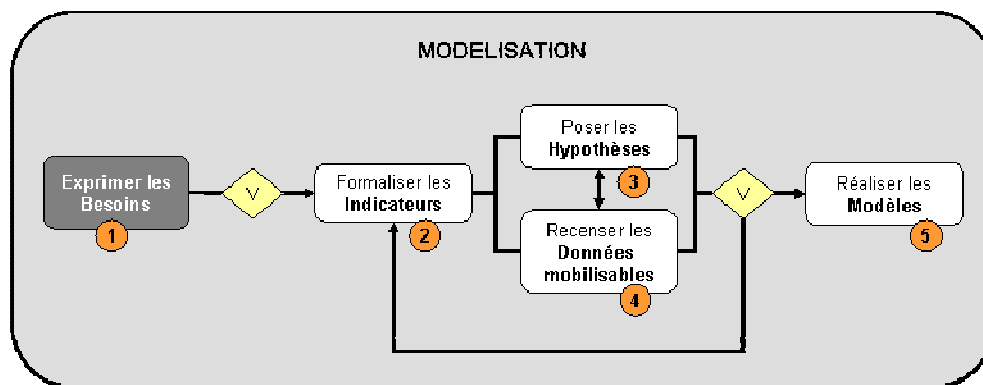 MODELISATION
Exprimer les
Besoins
1
V
Formaliser les
Indicateurs
2
Poser les
Hypothèses
3
Recenser les
Données
mobilisables
4
V
Réaliser les
Modèles
5